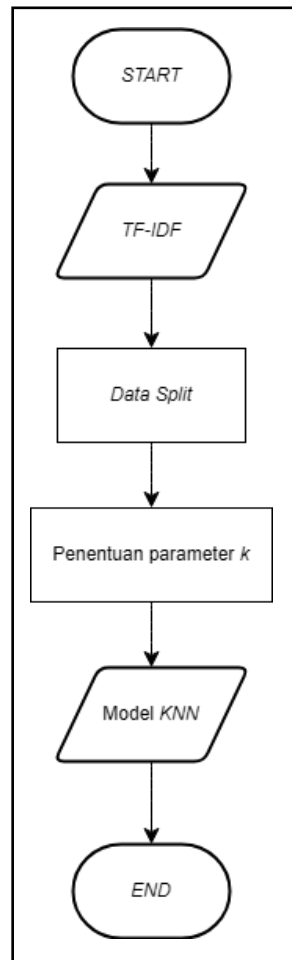 START
TF-IDF
Data Split
Penentuan parameter k
Model KNN
END